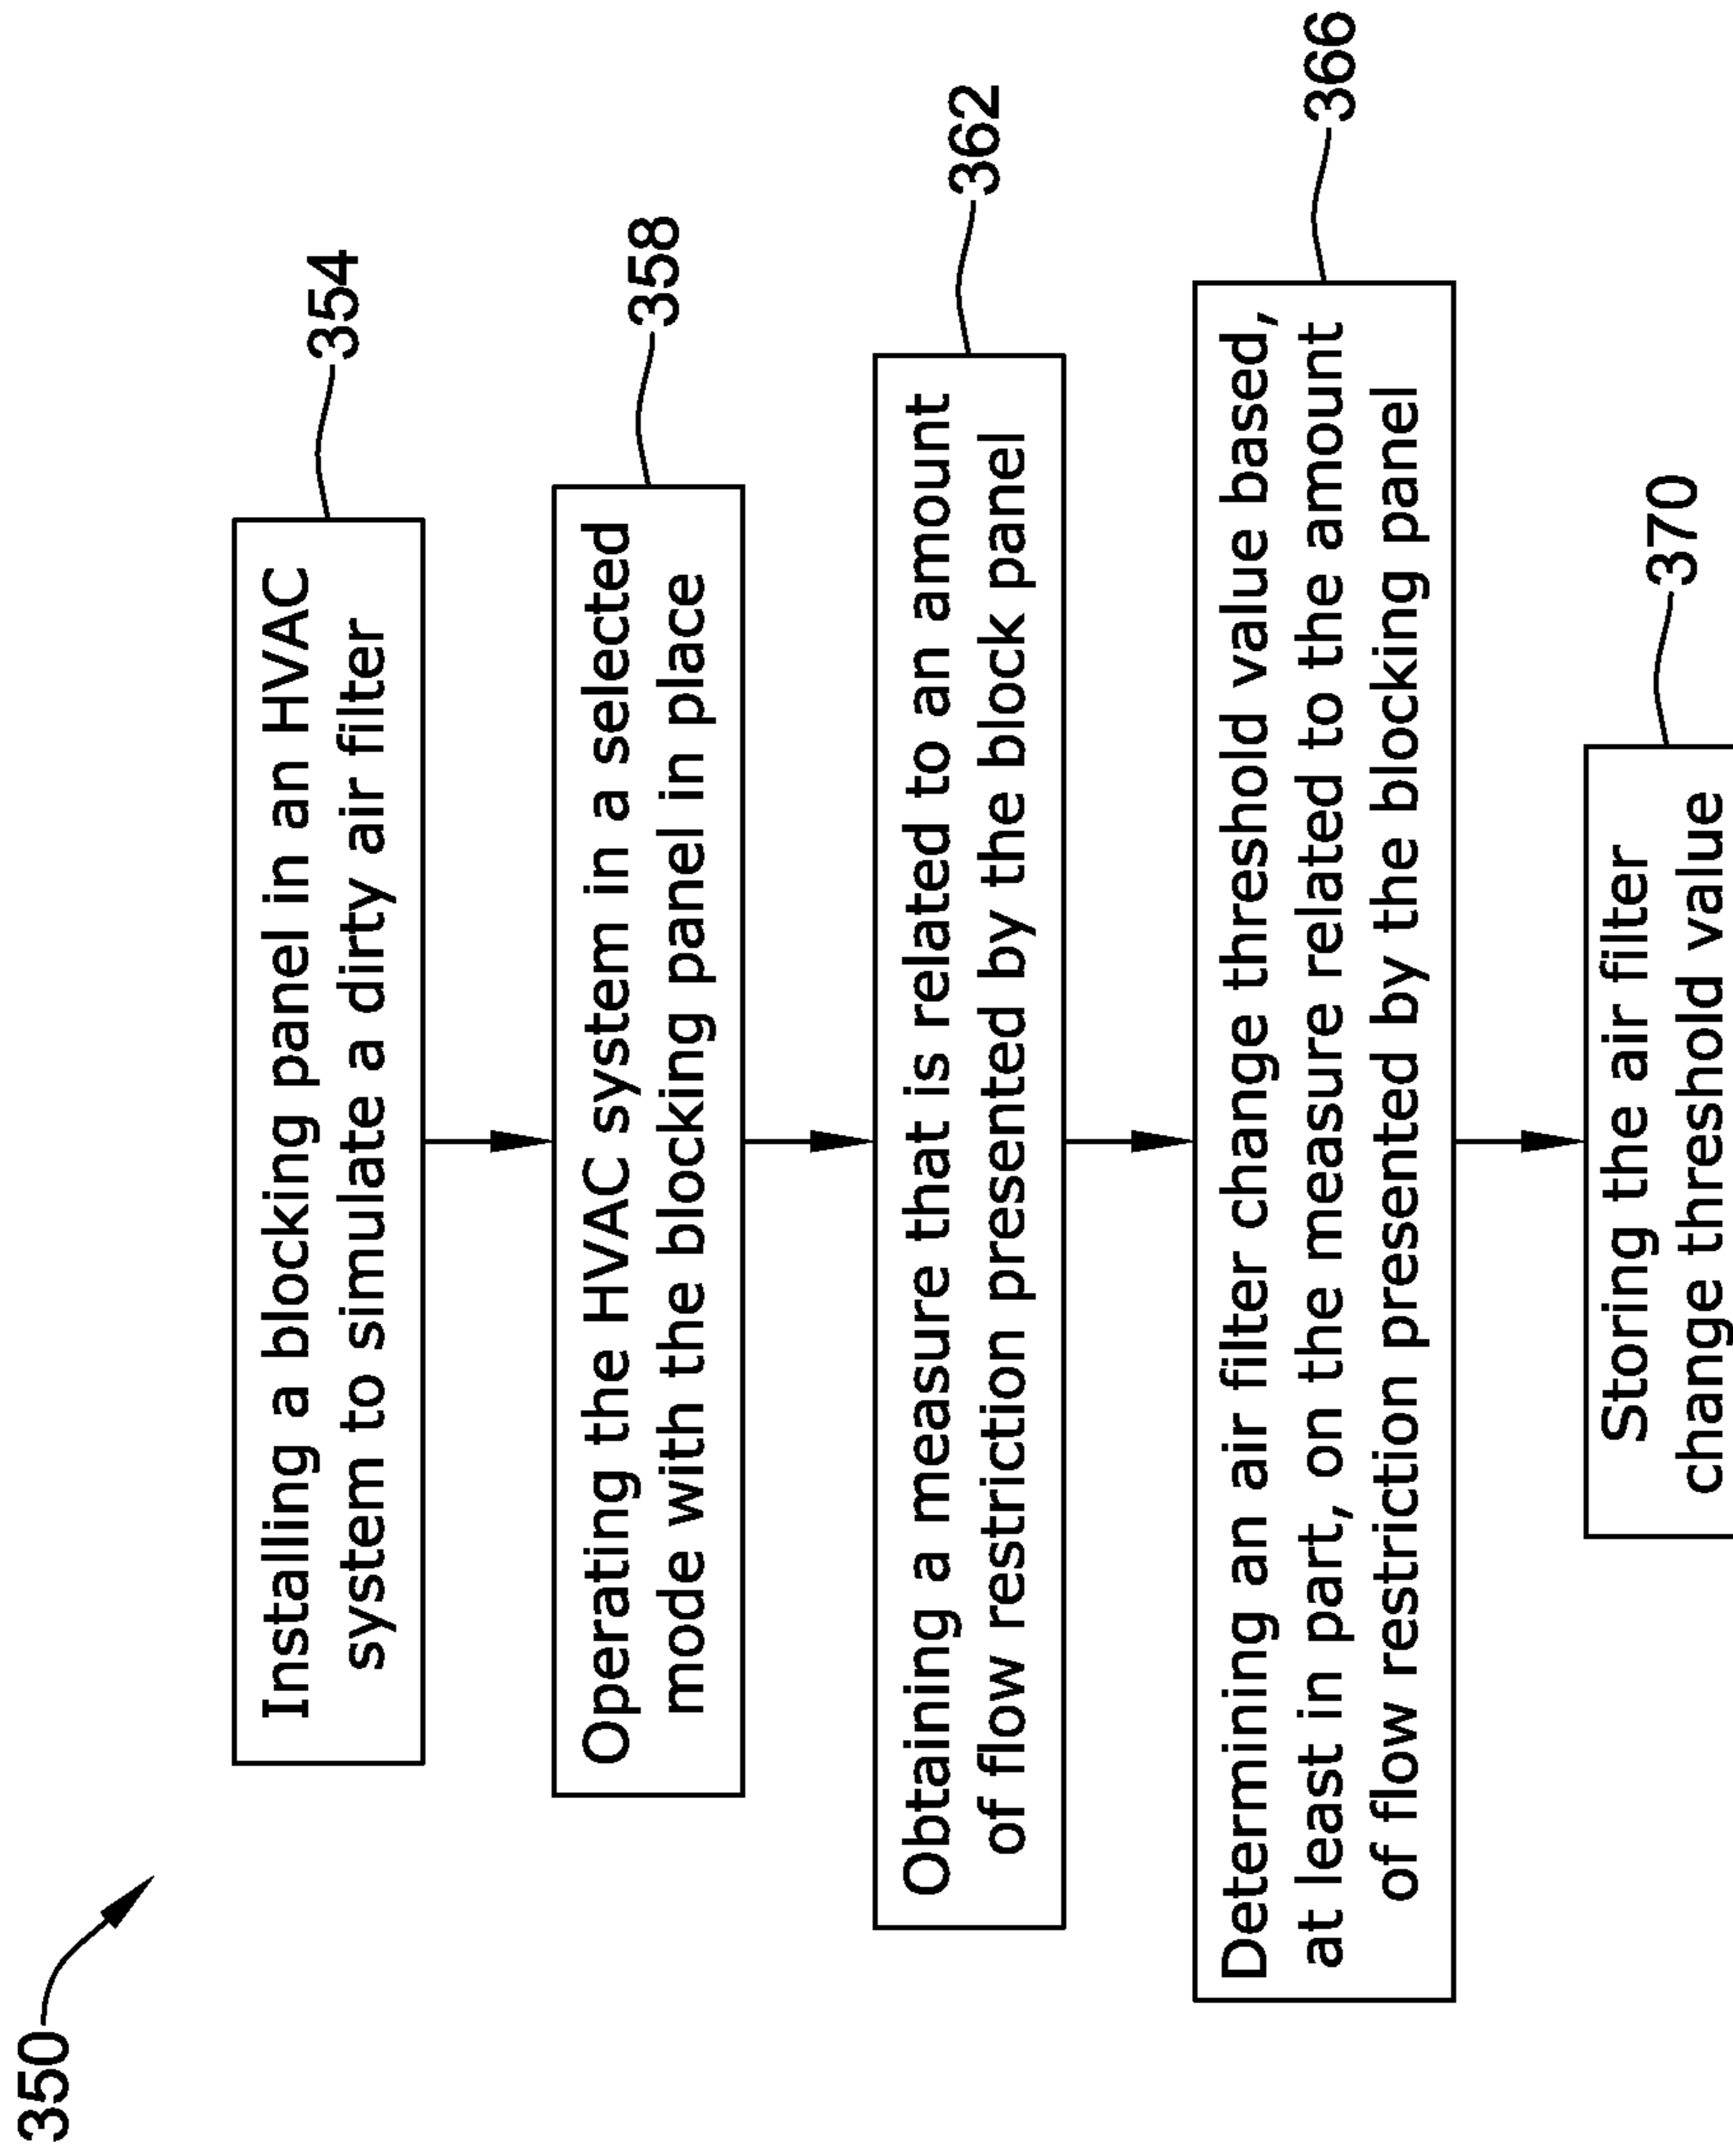 350
Installing a blocking panel in an HVAC
system to simulate a dirty air filter
354
Operating the HVAC system in a selected
mode with the blocking panel in place
358
Obtaining a measure that is related to an amount
of flow restriction presented by the block panel
362
Determining an air filter change threshold value based,
at least in part, on the measure related to the amount
of flow restriction presented by the blocking panel
366
Storing the air filter
change threshold value
370